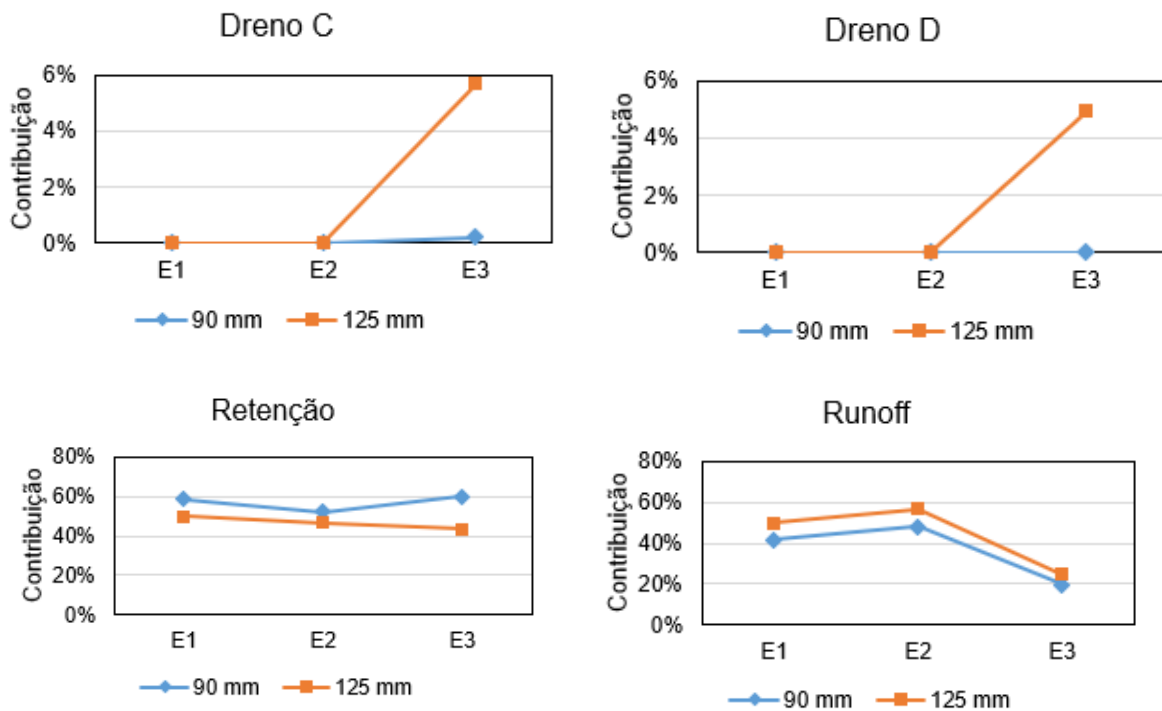 Dreno C
Contribuição
6%
4%
2%
0%
E1 E2 E3
90 mm 125 mm
Dreno D
Contribuição
6%
4%
2%
0%
E1 E2 E3
90 mm 125 mm
Retenção
Contribuição
80%
60%
40%
20%
0%
E1 E2 E3
90 mm 125 mm
Runoff
Contribuição
80%
60%
40%
20%
0%
E1 E2 E3
90 mm 125 mm